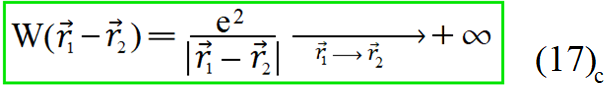 W(r⃗₁ − r⃗₂) = e² / |r⃗₁ − r⃗₂| ⟶ (r⃗₁ ⟶ r⃗₂) + ∞ (17)c